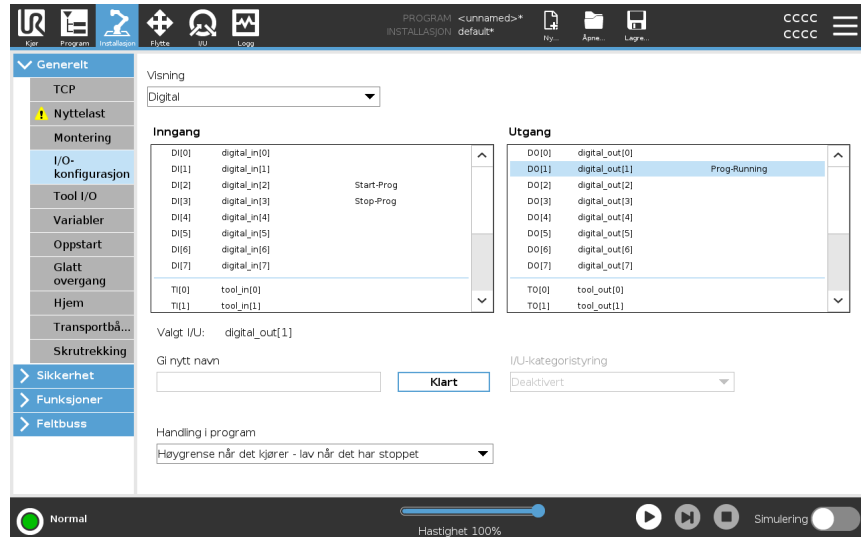 UR
PROGRAM <unnamed>*
INSTALLASJON default*
cccc
cccc
Kjør Program Installasjon Flytte I/U Logg
Ny... Åpne... Lagre...
Generelt
TCP
Nyttelast
Montering
I/O-
konfigurasjon
Tool I/O
Variabler
Oppstart
Glatt
overgang
Hjem
Transportbå...
Skrutrekking
Sikkerhet
Funksjoner
Feltbuss
Visning
Digital
Inngang
DI[0] digital_in[0]
DI[1] digital_in[1]
DI[2] digital_in[2] Start-Prog
DI[3] digital_in[3] Stop-Prog
DI[4] digital_in[4]
DI[5] digital_in[5]
DI[6] digital_in[6]
DI[7] digital_in[7]
TI[0] tool_in[0]
TI[1] tool_in[1]
Utgang
DO[0] digital_out[0]
DO[1] digital_out[1] Prog-Running
DO[2] digital_out[2]
DO[3] digital_out[3]
DO[4] digital_out[4]
DO[5] digital_out[5]
DO[6] digital_out[6]
DO[7] digital_out[7]
TO[0] tool_out[0]
TO[1] tool_out[1]
Valgt I/U: digital_out[1]
Gi nytt navn
Klart
I/U-kategoristyring
Deaktivert
Handling i program
Høygrense når det kjører - lav når det har stoppet
Normal
Hastighet 100%
Simulering